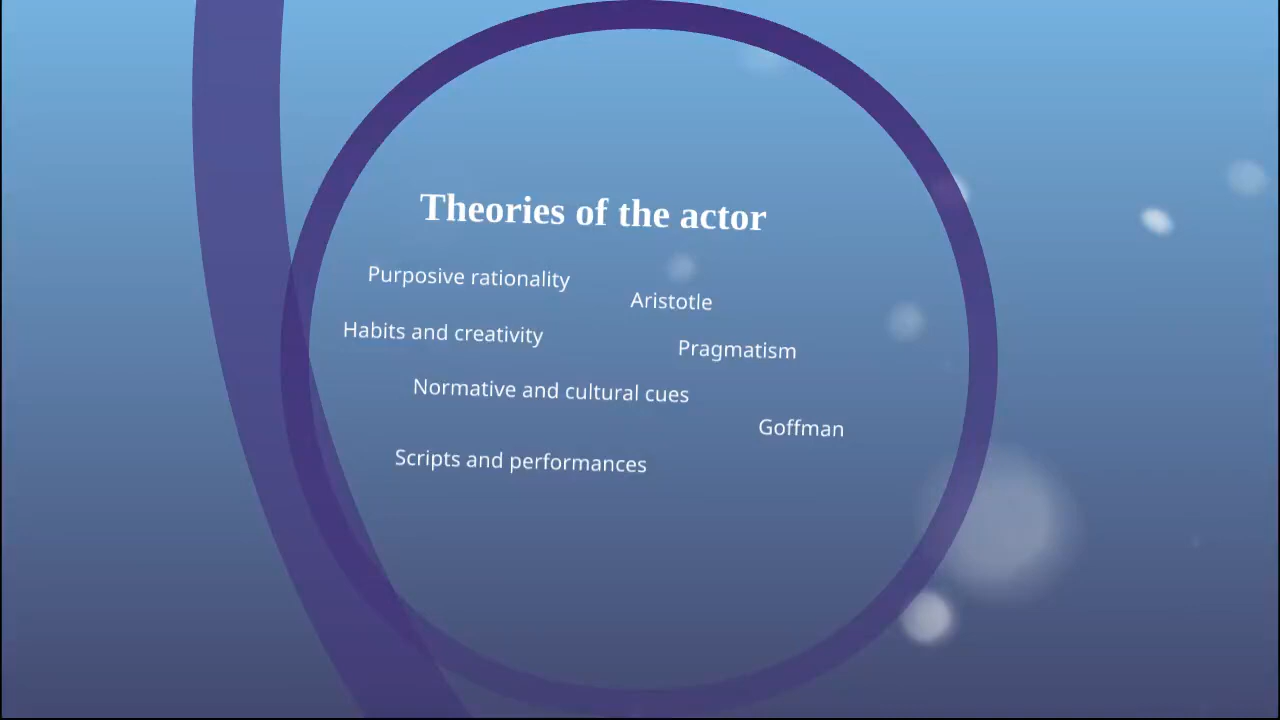 Theories of the actor
Purposive rationality
Aristotle
Habits and creativity
Pragmatism
Normative and cultural cues
Goffman
Scripts and performances